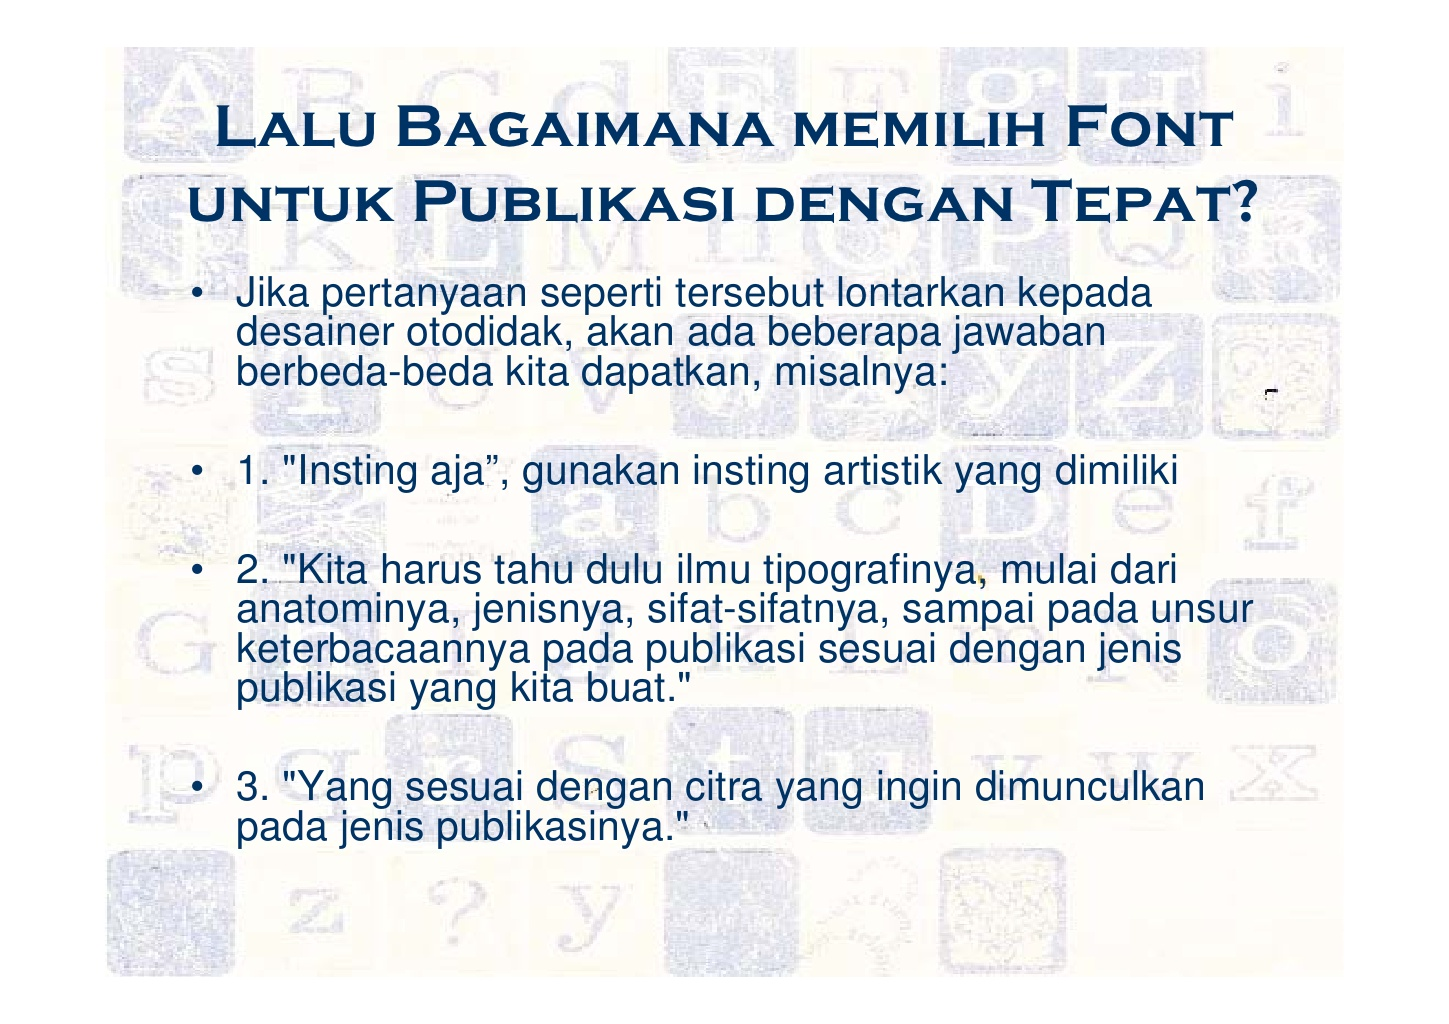 Lalu Bagaimana memilih Font
untuk Publikasi dengan Tepat?
• Jika pertanyaan seperti tersebut lontarkan kepada
desainer otodidak, akan ada beberapa jawaban
berbeda-beda kita dapatkan, misalnya:
• 1. "Insting aja”, gunakan insting artistik yang dimiliki
• 2. "Kita harus tahu dulu ilmu tipografinya, mulai dari
anatominya, jenisnya, sifat-sifatnya, sampai pada unsur
keterbacaannya pada publikasi sesuai dengan jenis
publikasi yang kita buat."
• 3. "Yang sesuai dengan citra yang ingin dimunculkan
pada jenis publikasinya."